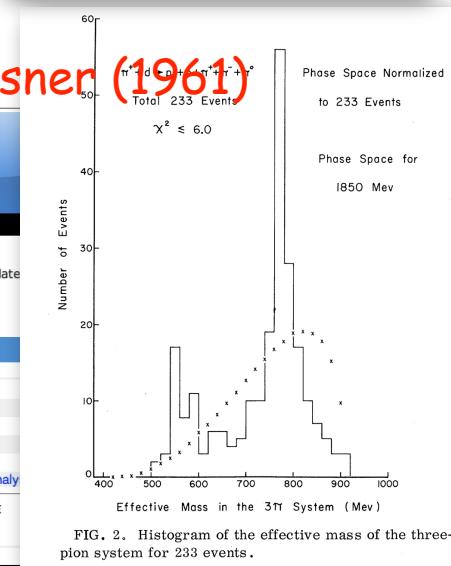 60
sner (1961)
π⁺+d→p+p+π⁺+π⁻+π°
Total 233 Events
χ² ≤ 6.0
Phase Space Normalized
to 233 Events
Phase Space for
1850 Mev
50
40
30
20
10
0
Number of Events
400 500 600 700 800 900 1000
Effective Mass in the 3π System (Mev)
FIG. 2. Histogram of the effective mass of the three-
pion system for 233 events.
late
naly